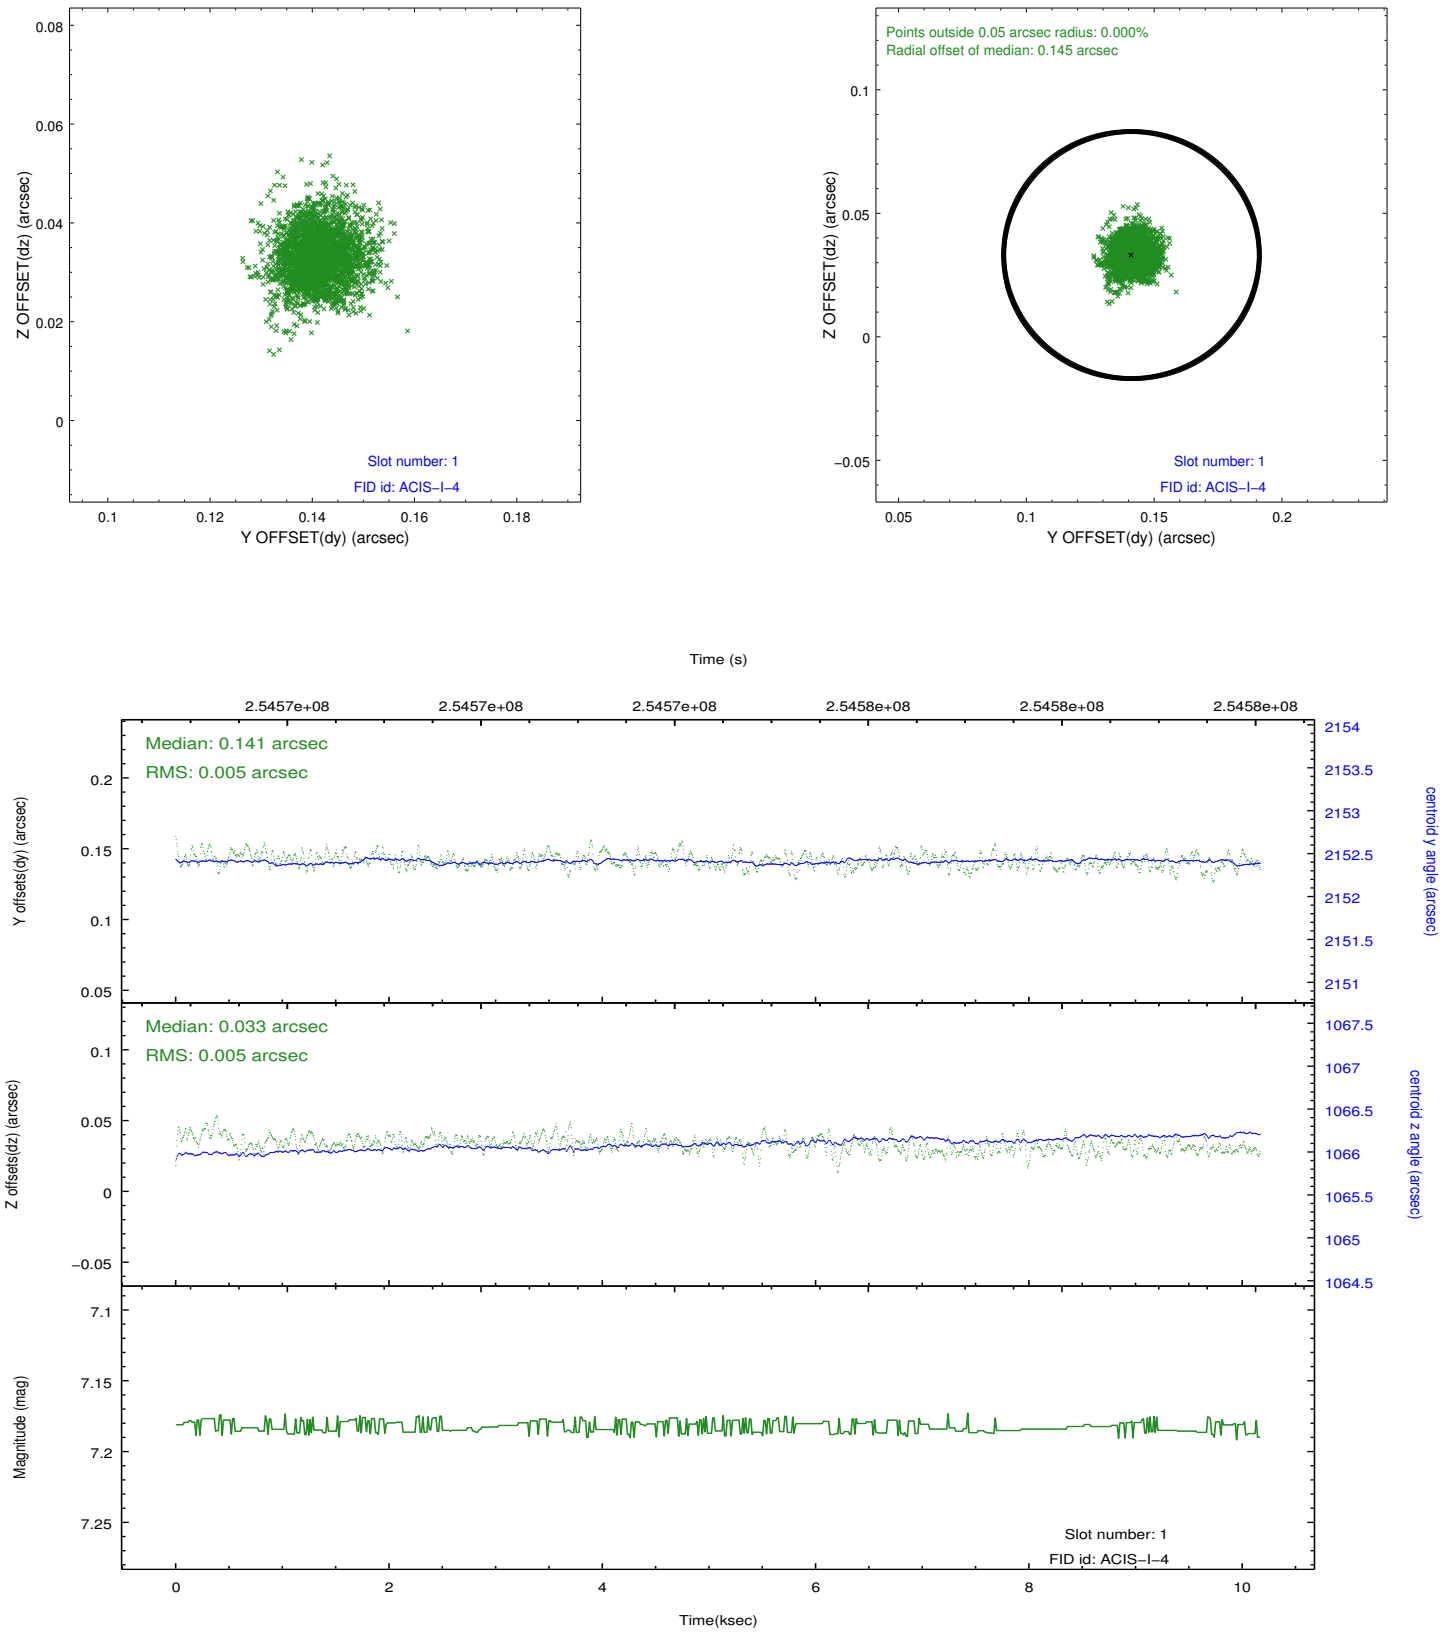 0.08
0.06
0.04
0.02
0
Z OFFSET(dz) (arcsec)
Slot number: 1
FID id: ACIS−I−4
0.1 0.12 0.14 0.16 0.18
Y OFFSET(dy) (arcsec)
Points outside 0.05 arcsec radius: 0.000%
Radial offset of median: 0.145 arcsec
0.1
0.05
0
−0.05
Z OFFSET(dz) (arcsec)
Slot number: 1
FID id: ACIS−I−4
0.05 0.1 0.15 0.2
Y OFFSET(dy) (arcsec)
Time (s)
2.5457e+08 2.5457e+08 2.5457e+08 2.5458e+08 2.5458e+08 2.5458e+08
Median: 0.141 arcsec
RMS: 0.005 arcsec
0.2
0.15
0.1
0.05
Y offsets(dy) (arcsec)
2154
2153.5
2153
2152.5
2152
2151.5
2151
centroid y angle (arcsec)
Median: 0.033 arcsec
RMS: 0.005 arcsec
0.1
0.05
0
−0.05
Z offsets(dz) (arcsec)
1067.5
1067
1066.5
1066
1065.5
1065
1064.5
centroid z angle (arcsec)
7.1
7.15
7.2
7.25
Magnitude (mag)
Slot number: 1
FID id: ACIS−I−4
0 2 4 6 8 10
Time(ksec)